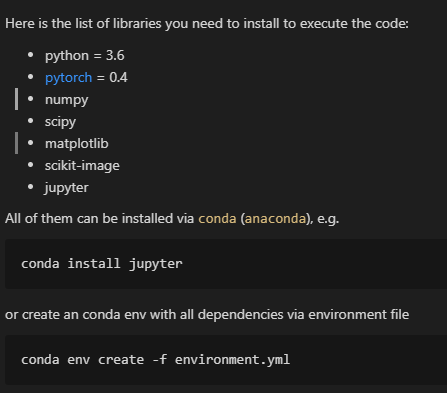 Here is the list of libraries you need to install to execute the code:
• python = 3.6
• pytorch = 0.4
• numpy
• scipy
• matplotlib
• scikit-image
• jupyter
All of them can be installed via conda (anaconda), e.g.
conda install jupyter
or create an conda env with all dependencies via environment file
conda env create -f environment.yml